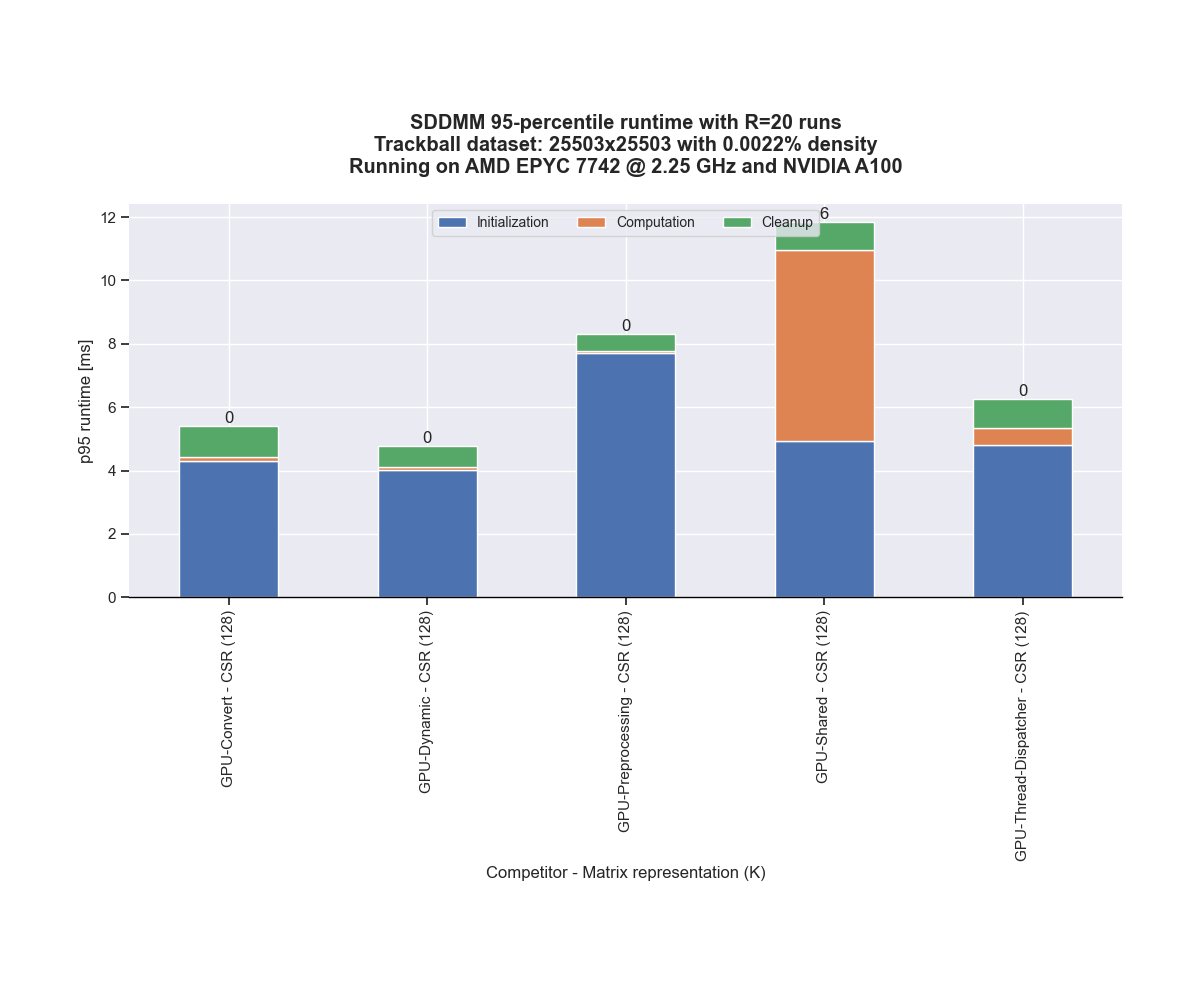 SDDMM 95-percentile runtime with R=20 runs
Trackball dataset: 25503x25503 with 0.0022% density
Running on AMD EPYC 7742 @ 2.25 GHz and NVIDIA A100
Initialization Computation Cleanup
p95 runtime [ms]
12
10
8
6
4
2
0
0
0
0
6
0
GPU-Convert - CSR (128)
GPU-Dynamic - CSR (128)
GPU-Preprocessing - CSR (128)
GPU-Shared - CSR (128)
GPU-Thread-Dispatcher - CSR (128)
Competitor - Matrix representation (K)